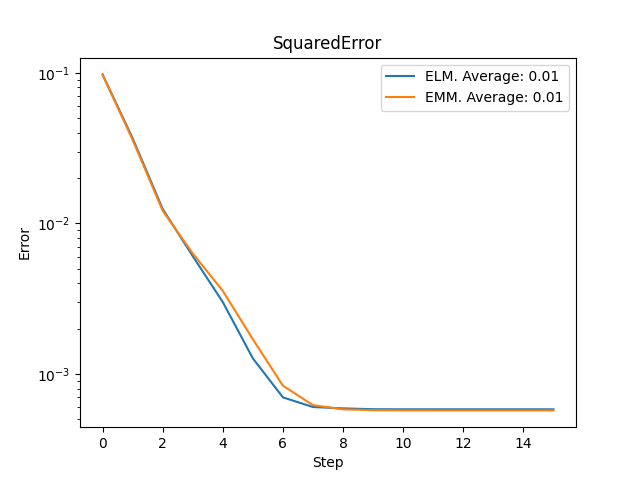 SquaredError
ELM. Average: 0.01
EMM. Average: 0.01
10⁻¹
10⁻²
10⁻³
Error
0 2 4 6 8 10 12 14
Step